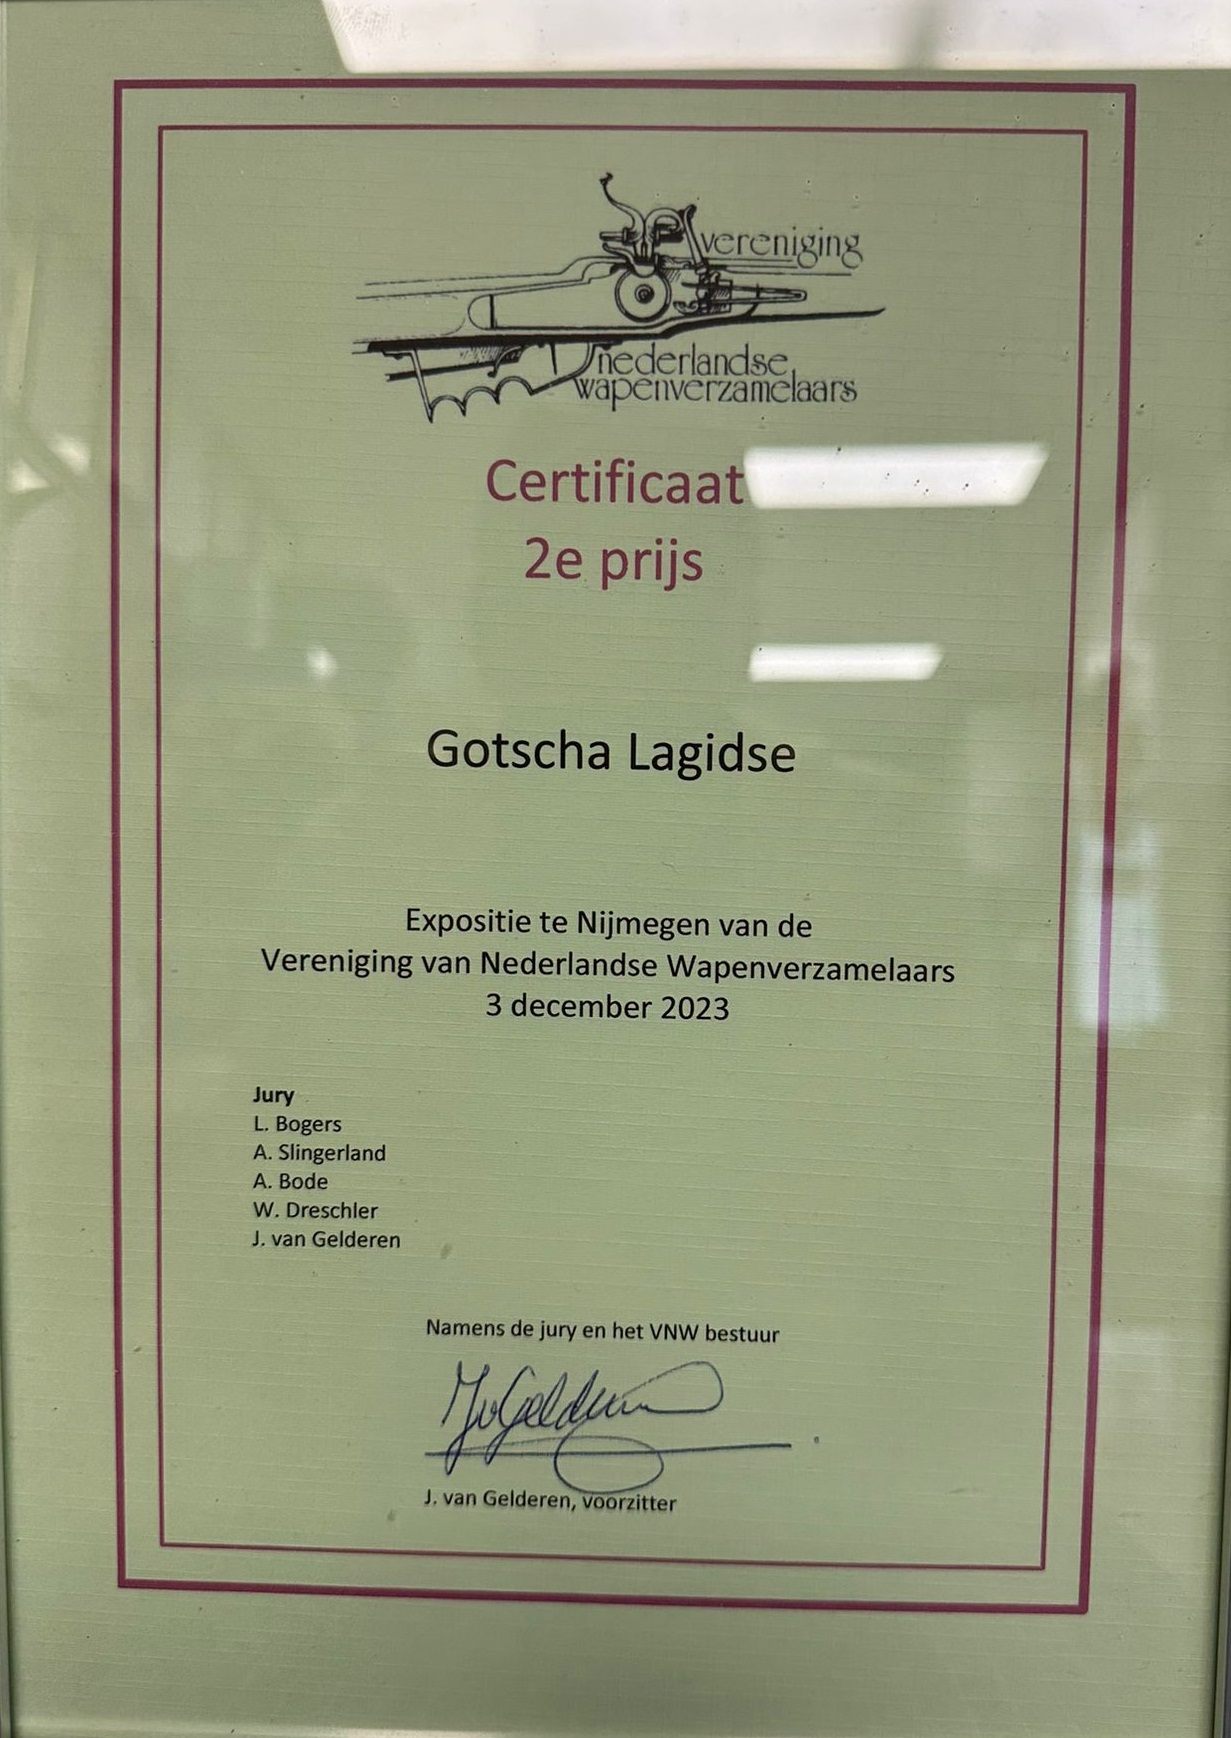 vereniging
nederlandse
wapenverzamelaars
Certificaat
2e prijs
Gotscha Lagidse
Expositie te Nijmegen van de
Vereniging van Nederlandse Wapenverzamelaars
3 december 2023
Jury
L. Bogers
A. Slingerland
A. Bode
W. Dreschler
J. van Gelderen
Namens de jury en het VNW bestuur
JvGelderen
J. van Gelderen, voorzitter